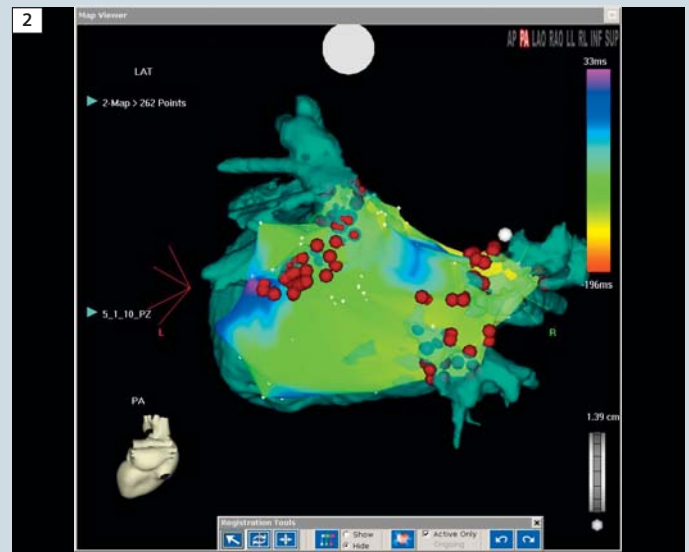 2
Map Viewer
AP PA LAO RAO LL RL INF SUP
LAT
33ms
2-Map > 262 Points
-196ms
5_1_10_PZ
L
R
PA
1.39 cm
Registration Tools
Show
Hide
Active Only
Ongoing